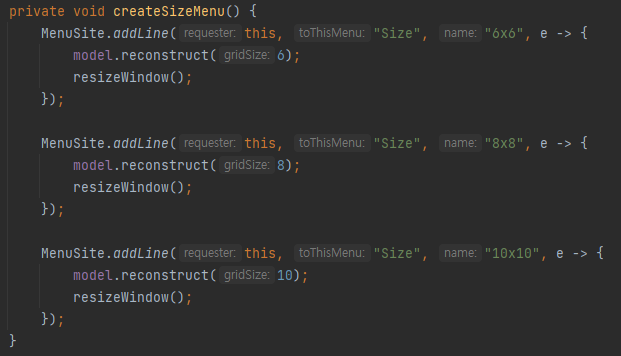 private void createSizeMenu() {
    MenuSite.addLine( requester: this, toThisMenu: "Size", name: "6x6", e -> {
        model.reconstruct( gridSize: 6);
        resizeWindow();
    });

    MenuSite.addLine( requester: this, toThisMenu: "Size", name: "8x8", e -> {
        model.reconstruct( gridSize: 8);
        resizeWindow();
    });

    MenuSite.addLine( requester: this, toThisMenu: "Size", name: "10x10", e -> {
        model.reconstruct( gridSize: 10);
        resizeWindow();
    });
}